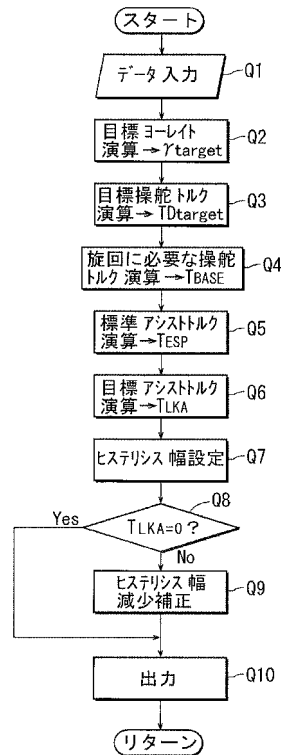 スタート
データ 入力
Q1
目標 ヨーレイト
演算→γtarget
Q2
目標操舵 トルク
演算→TDtarget
Q3
旋回に必要な操舵
トルク 演算→TBASE
Q4
標準 アシストトルク
演算→TESP
Q5
目標 アシストトルク
演算→TLKA
Q6
ヒステリシス 幅設定
Q7
Q8
TLKA=0 ?
Yes
No
ヒステリシス 幅
減少補正
Q9
出力
Q10
リターン